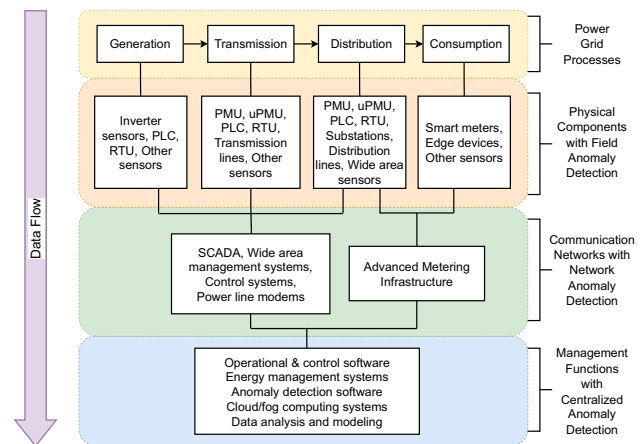 Generation
Transmission
Distribution
Consumption
Power
Grid
Processes
Inverter
sensors, PLC,
RTU, Other
sensors
PMU, uPMU,
PLC, RTU,
Transmission
lines, Other
sensors
PMU, uPMU,
PLC, RTU,
Substations,
Distribution
lines, Wide area
sensors
Smart meters,
Edge devices,
Other sensors
Physical
Components
with Field
Anomaly
Detection
Data Flow
SCADA, Wide area
management systems,
Control systems,
Power line modems
Advanced Metering
Infrastructure
Communication
Networks with
Network
Anomaly
Detection
Operational & control software
Energy management systems
Anomaly detection software
Cloud/fog computing systems
Data analysis and modeling
Management
Functions with
Centralized
Anomaly
Detection